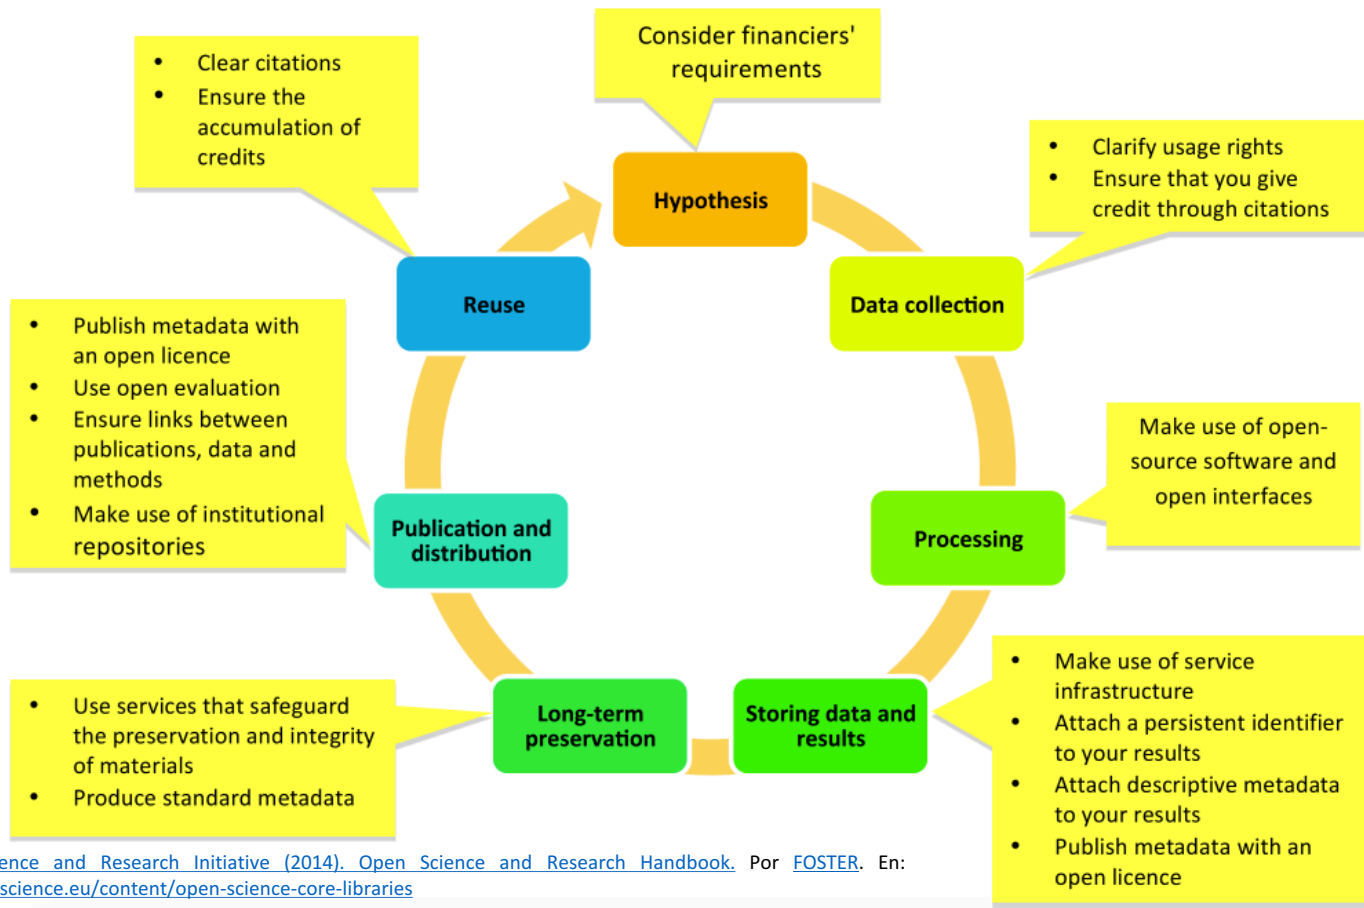 Consider financiers'
requirements
• Clear citations
• Ensure the
accumulation of
credits
Hypothesis
• Clarify usage rights
• Ensure that you give
credit through citations
Reuse
Data collection
• Publish metadata with
an open licence
• Use open evaluation
• Ensure links between
publications, data and
methods
• Make use of institutional
repositories
Make use of open-
source software and
open interfaces
Publication and
distribution
Processing
• Use services that safeguard
the preservation and integrity
of materials
• Produce standard metadata
Long-term
preservation
Storing data and
results
• Make use of service
infrastructure
• Attach a persistent identifier
to your results
• Attach descriptive metadata
to your results
• Publish metadata with an
open licence
ence and Research Initiative (2014). Open Science and Research Handbook. Por FOSTER. En:
science.eu/content/open-science-core-libraries